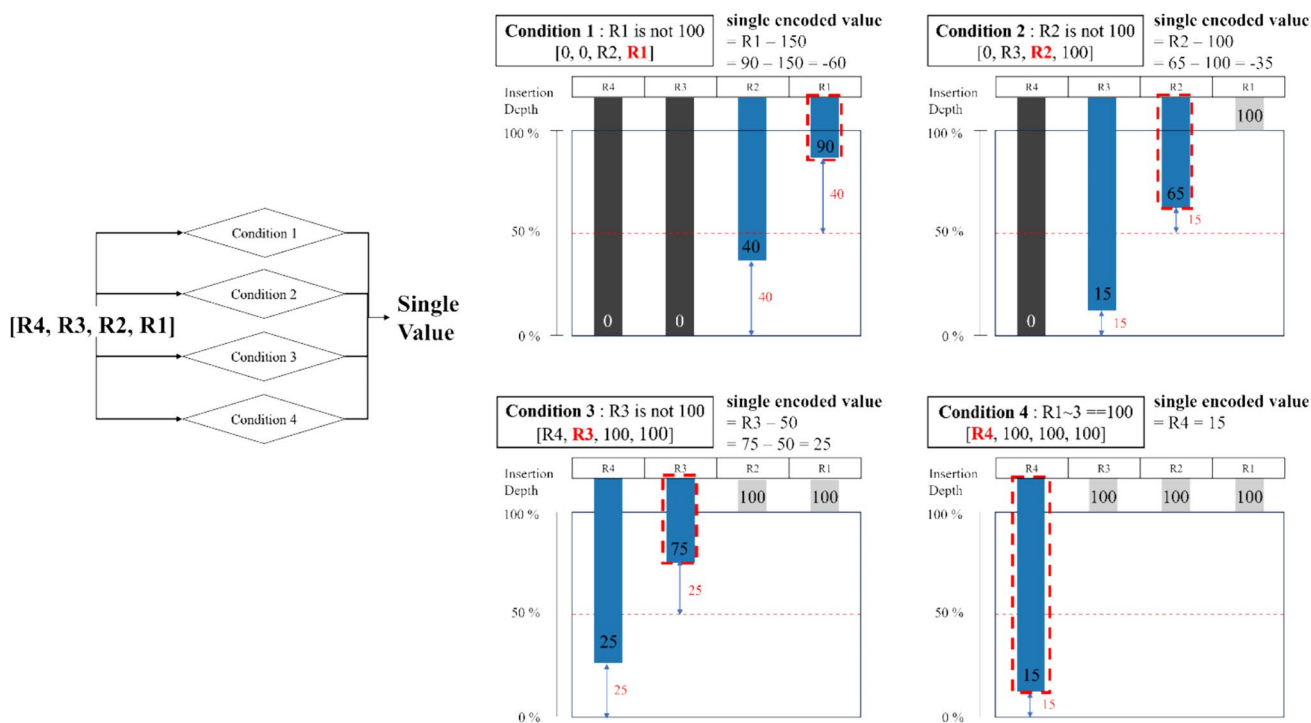 [R4, R3, R2, R1]
Condition 1
Condition 2
Condition 3
Condition 4
Single
Value
Condition 1 : R1 is not 100
[0, 0, R2, R1]
single encoded value
= R1 – 150
= 90 – 150 = -60
Insertion
Depth
R4
R3
R2
R1
100 %
50 %
0 %
0
0
40
90
40
40
Condition 2 : R2 is not 100
[0, R3, R2, 100]
single encoded value
= R2 – 100
= 65 – 100 = -35
Insertion
Depth
R4
R3
R2
R1
100 %
50 %
0 %
0
15
65
100
15
15
Condition 3 : R3 is not 100
[R4, R3, 100, 100]
single encoded value
= R3 – 50
= 75 – 50 = 25
Insertion
Depth
R4
R3
R2
R1
100 %
50 %
0 %
25
75
100
100
25
25
Condition 4 : R1~3 ==100
[R4, 100, 100, 100]
single encoded value
= R4 = 15
Insertion
Depth
R4
R3
R2
R1
100 %
50 %
0 %
15
100
100
100
15